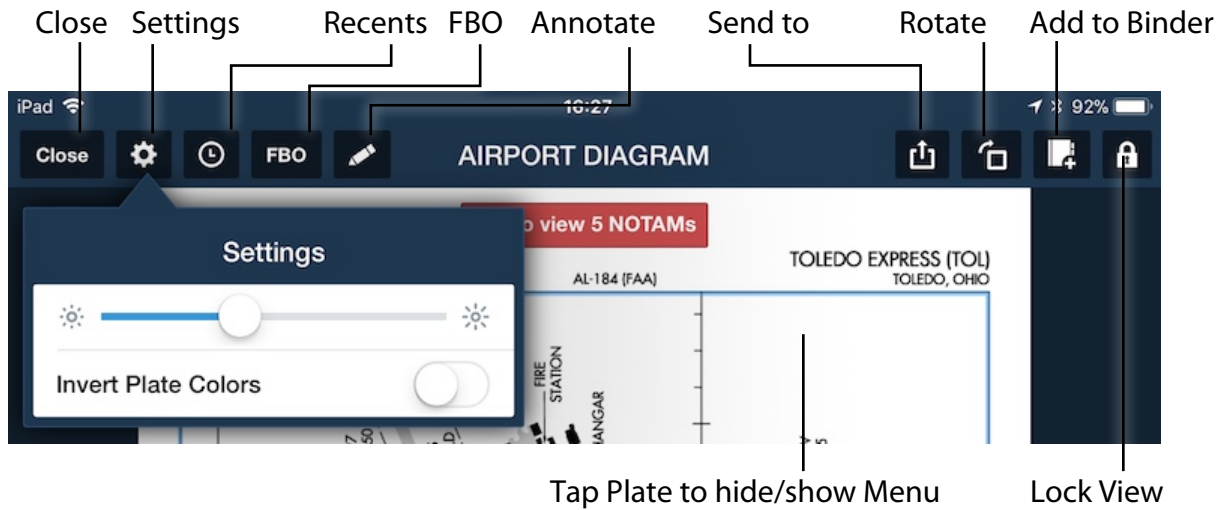 Close Settings Recents FBO Annotate Send to Rotate Add to Binder
iPad 16:27 92%
Close FBO AIRPORT DIAGRAM
view 5 NOTAMs
Settings
TOLEDO EXPRESS (TOL)
AL-184 (FAA) TOLEDO, OHIO
Invert Plate Colors
FIRE
STATION
HANGAR
Tap Plate to hide/show Menu Lock View